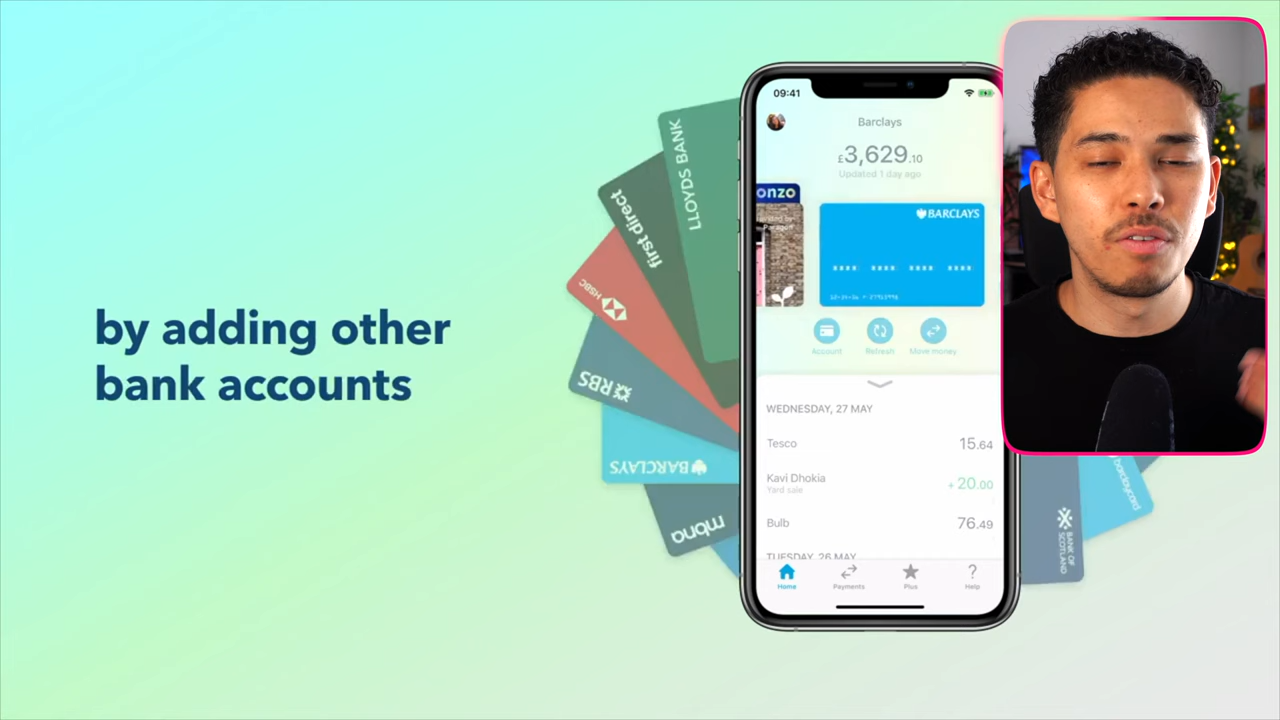 by adding other
bank accounts
LLOYDS BANK
first direct
HSBC
RBS
BARCLAYS
mbna
09:41
Barclays
£3,629.10
Updated 1 day ago
onzo
Paragon
BARCLAYS
Account
Refresh
Move money
WEDNESDAY, 27 MAY
Tesco
15.64
Kavi Dhokia
+20.00
Yard sale
Bulb
76.49
TUESDAY, 26 MAY
Home
Payments
Plus
Help
barclaycard
BANK OF
SCOTLAND